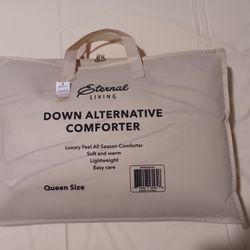 Eternal
LIVING
DOWN ALTERNATIVE
COMFORTER
Luxury Feel All Season Comforter
Soft and warm
Lightweight
Easy care
Queen Size